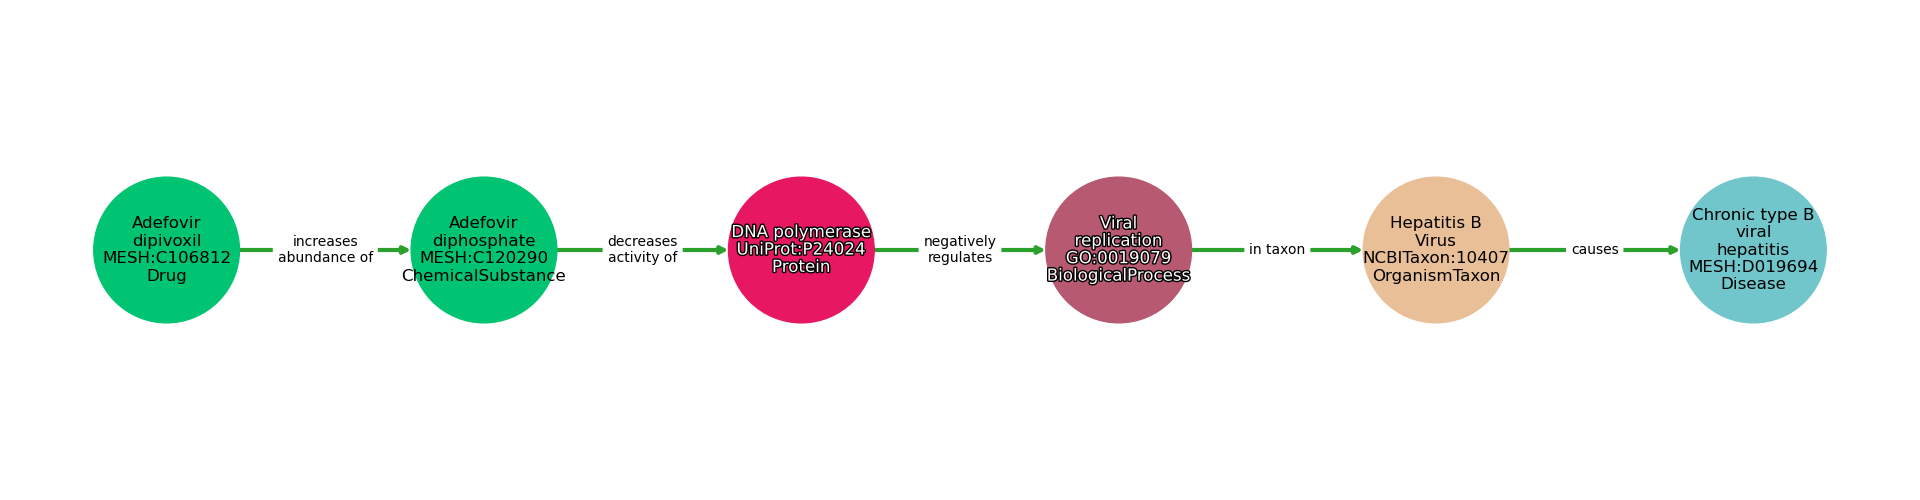 Adefovir
dipivoxil
MESH:C106812
Drug
increases
abundance of
Adefovir
diphosphate
MESH:C120290
ChemicalSubstance
decreases
activity of
DNA polymerase
UniProt:P24024
Protein
negatively
regulates
Viral
replication
GO:0019079
BiologicalProcess
in taxon
Hepatitis B
Virus
NCBITaxon:10407
OrganismTaxon
causes
Chronic type B
viral
hepatitis
MESH:D019694
Disease